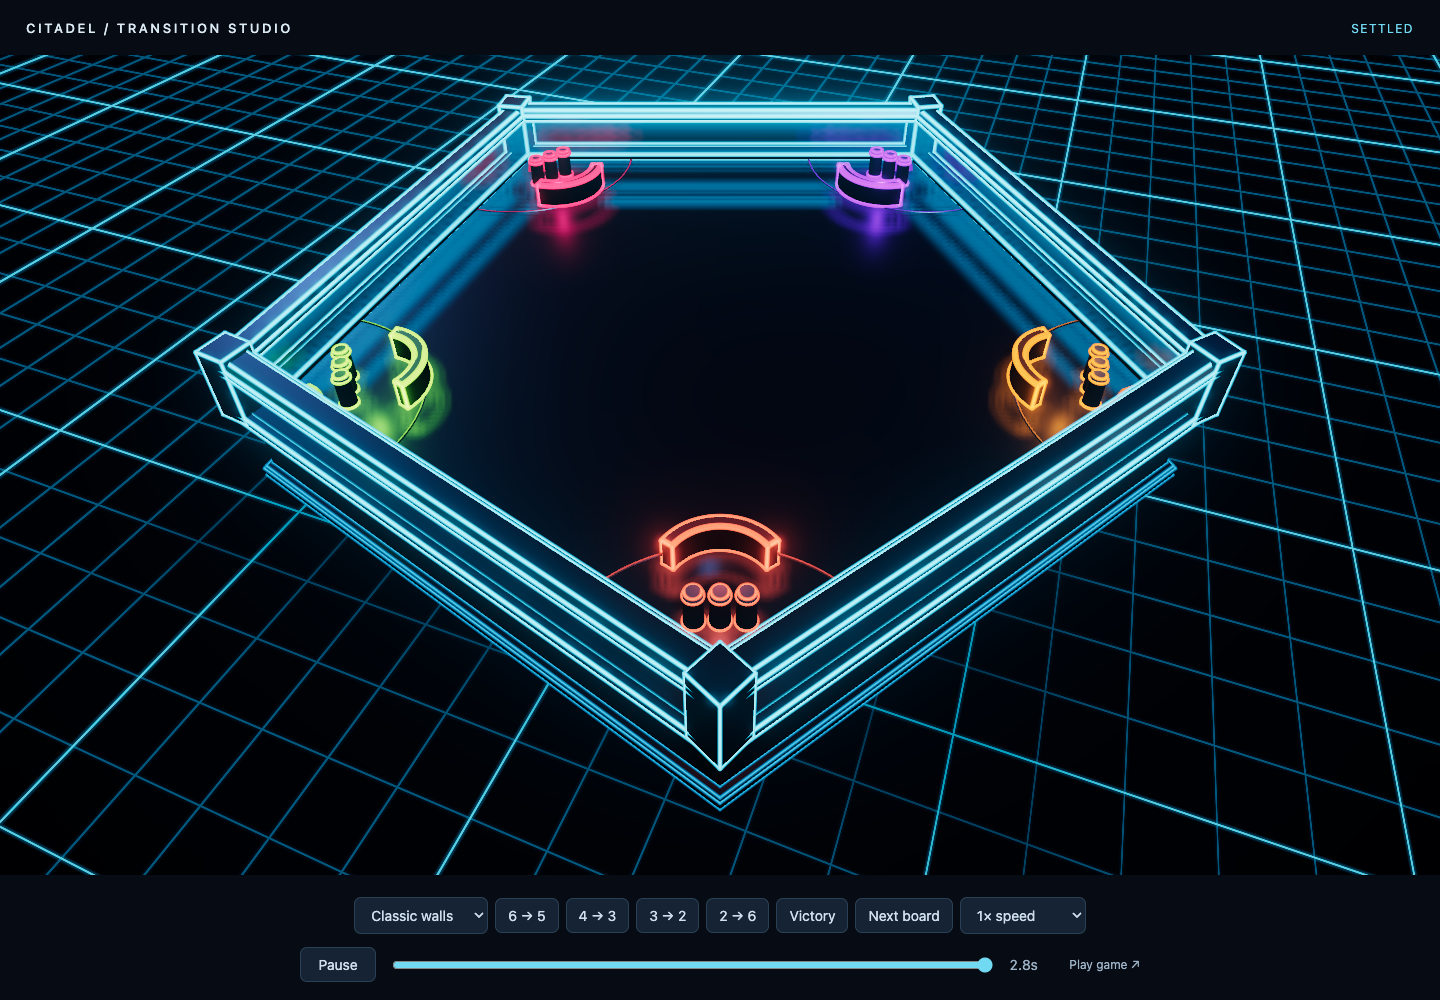 CITADEL / TRANSITION STUDIO
SETTLED
Classic walls
6 → 5
4 → 3
3 → 2
2 → 6
Victory
Next board
1× speed
Pause
2.8s
Play game ↗